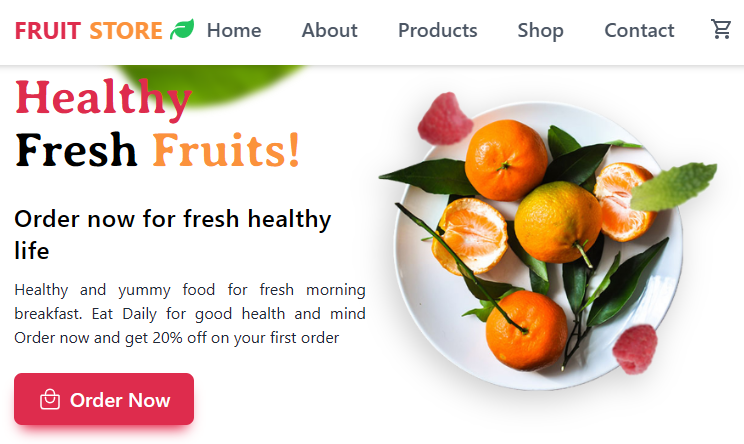 FRUIT STORE Home About Products Shop Contact
Healthy
Fresh Fruits!
Order now for fresh healthy
life
Healthy and yummy food for fresh morning
breakfast. Eat Daily for good health and mind
Order now and get 20% off on your first order
Order Now